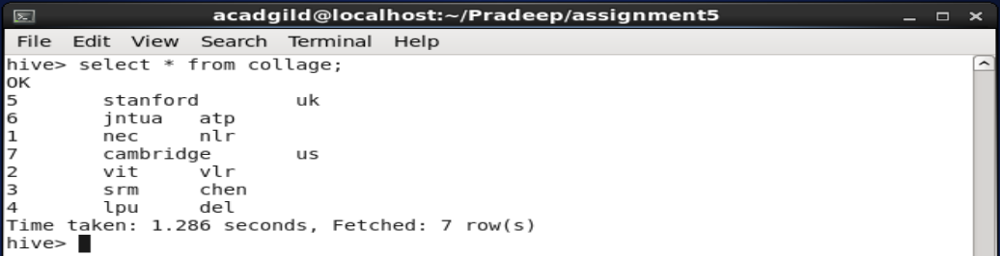 acadgild@localhost:~/Pradeep/assignment5
File Edit View Search Terminal Help
hive> select * from collage;
OK
5 stanford uk
6 jntua atp
1 nec nlr
7 cambridge us
2 vit vlr
3 srm chen
4 lpu del
Time taken: 1.286 seconds, Fetched: 7 row(s)
hive>